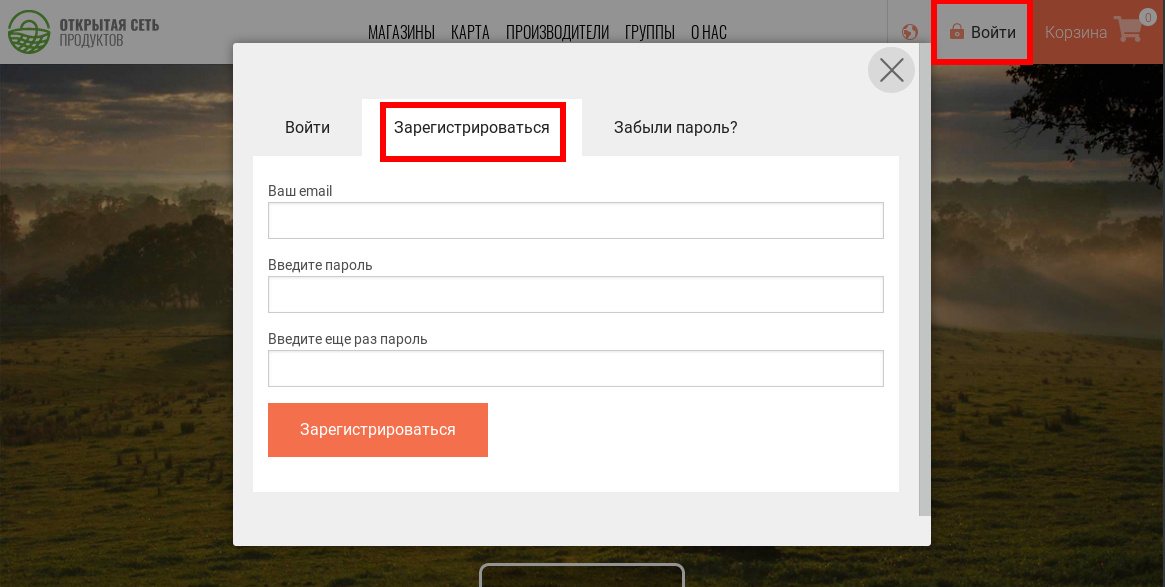 ОТКРЫТАЯ СЕТЬ
ПРОДУКТОВ
МАГАЗИНЫ КАРТА ПРОИЗВОДИТЕЛИ ГРУППЫ О НАС
Войти
Корзина 0
Войти Зарегистрироваться Забыли пароль?
Ваш email
Введите пароль
Введите еще раз пароль
Зарегистрироваться